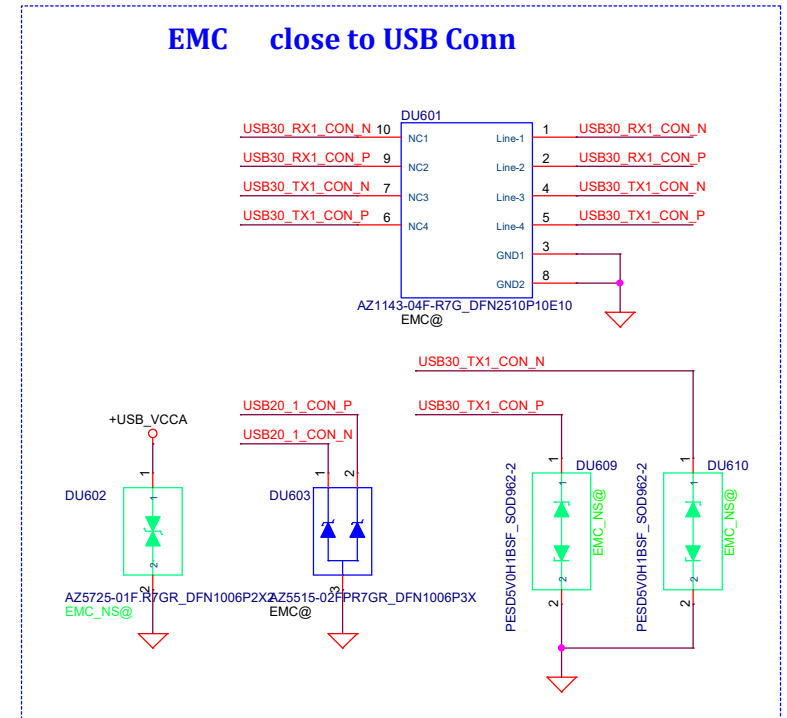 EMC close to USB Conn
DU601
USB30_RX1_CON_N 10 NC1 Line-1 1 USB30_RX1_CON_N
USB30_RX1_CON_P 9 NC2 Line-2 2 USB30_RX1_CON_P
USB30_TX1_CON_N 7 NC3 Line-3 4 USB30_TX1_CON_N
USB30_TX1_CON_P 6 NC4 Line-4 5 USB30_TX1_CON_P
GND1 3
GND2 8
AZ1143-04F-R7G_DFN2510P10E10
EMC@
USB30_TX1_CON_N
USB20_1_CON_P
USB30_TX1_CON_P
+USB_VCCA
USB20_1_CON_N
1
1 2
1
1
DU602
DU603
DU609
DU610
1
2
2
3
AZ5725-01F.R7GR_DFN1006P2X2
EMC_NS@
AZ5515-02FPR7GR_DFN1006P3X
EMC@
PESD5V0H1BSF_SOD962-2
1
2
EMC_NS@
2
PESD5V0H1BSF_SOD962-2
1
2
EMC_NS@
2